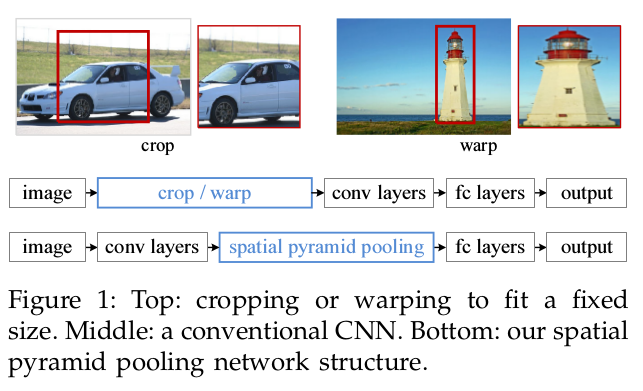 crop
warp
image
crop / warp
conv layers
fc layers
output
image
conv layers
spatial pyramid pooling
fc layers
output
Figure 1: Top: cropping or warping to fit a fixed
size. Middle: a conventional CNN. Bottom: our spatial
pyramid pooling network structure.